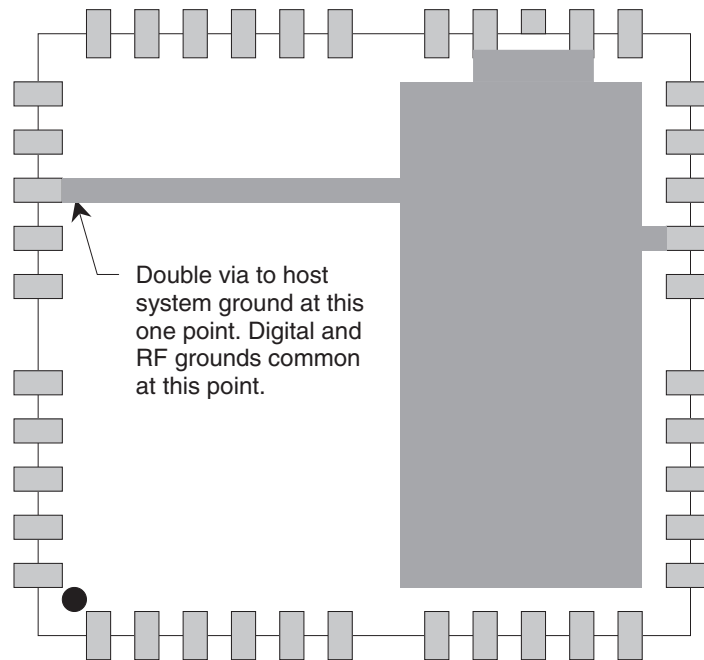 Double via to host
system ground at this
one point. Digital and
RF grounds common
at this point.